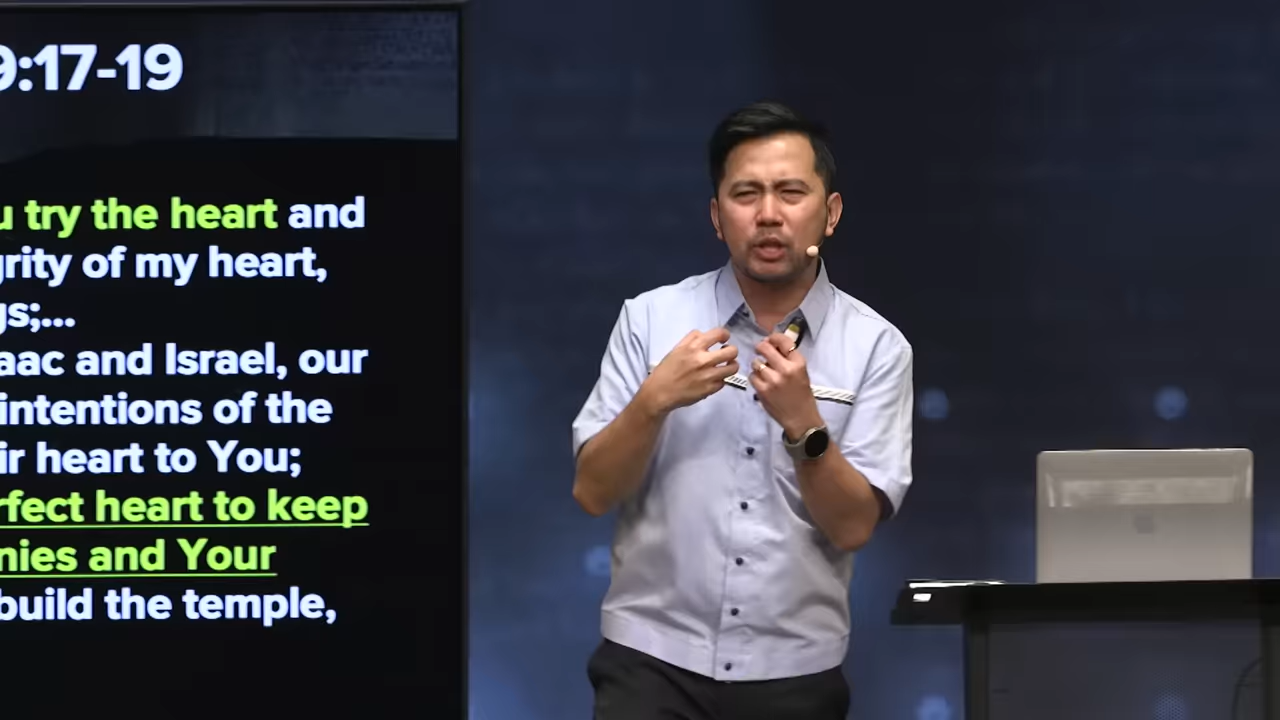 9:17-19
u try the heart and
grity of my heart,
gs;...
aac and Israel, our
intentions of the
ir heart to You;
rfect heart to keep
nies and Your
build the temple,